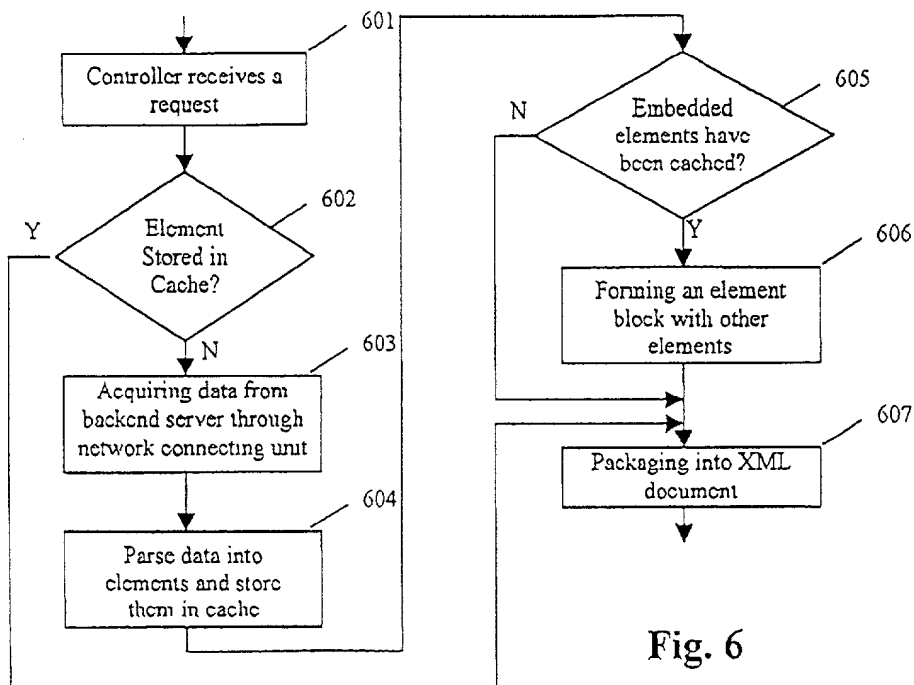 601
Controller receives a
request
602
Y
Element
Stored in
Cache?
N
603
Acquiring data from
backend server through
network connecting unit
604
Parse data into
elements and store
them in cache
605
N
Embedded
elements have
been cached?
Y
606
Forming an element
block with other
elements
607
Packaging into XML
document
Fig. 6